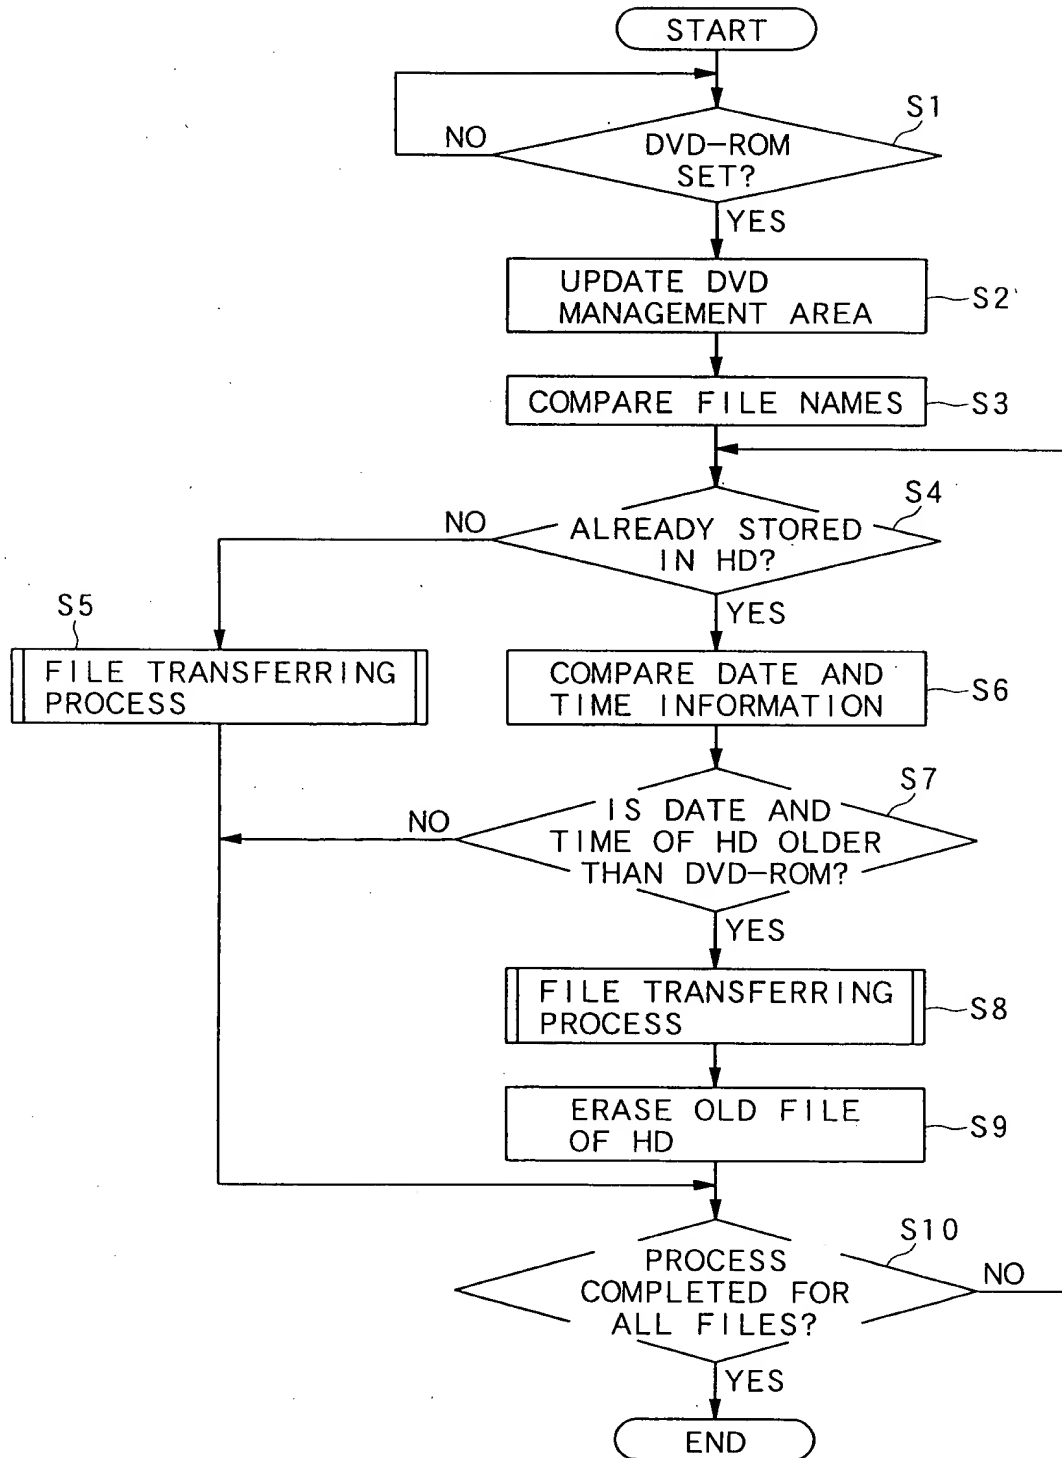 START
S1
NO
DVD-ROM
SET?
YES
UPDATE DVD
MANAGEMENT AREA
S2
COMPARE FILE NAMES
S3
S4
NO
ALREADY STORED
IN HD?
YES
S5
FILE TRANSFERRING
PROCESS
COMPARE DATE AND
TIME INFORMATION
S6
S7
NO
IS DATE AND
TIME OF HD OLDER
THAN DVD-ROM?
YES
FILE TRANSFERRING
PROCESS
S8
ERASE OLD FILE
OF HD
S9
S10
PROCESS
COMPLETED FOR
ALL FILES?
NO
YES
END